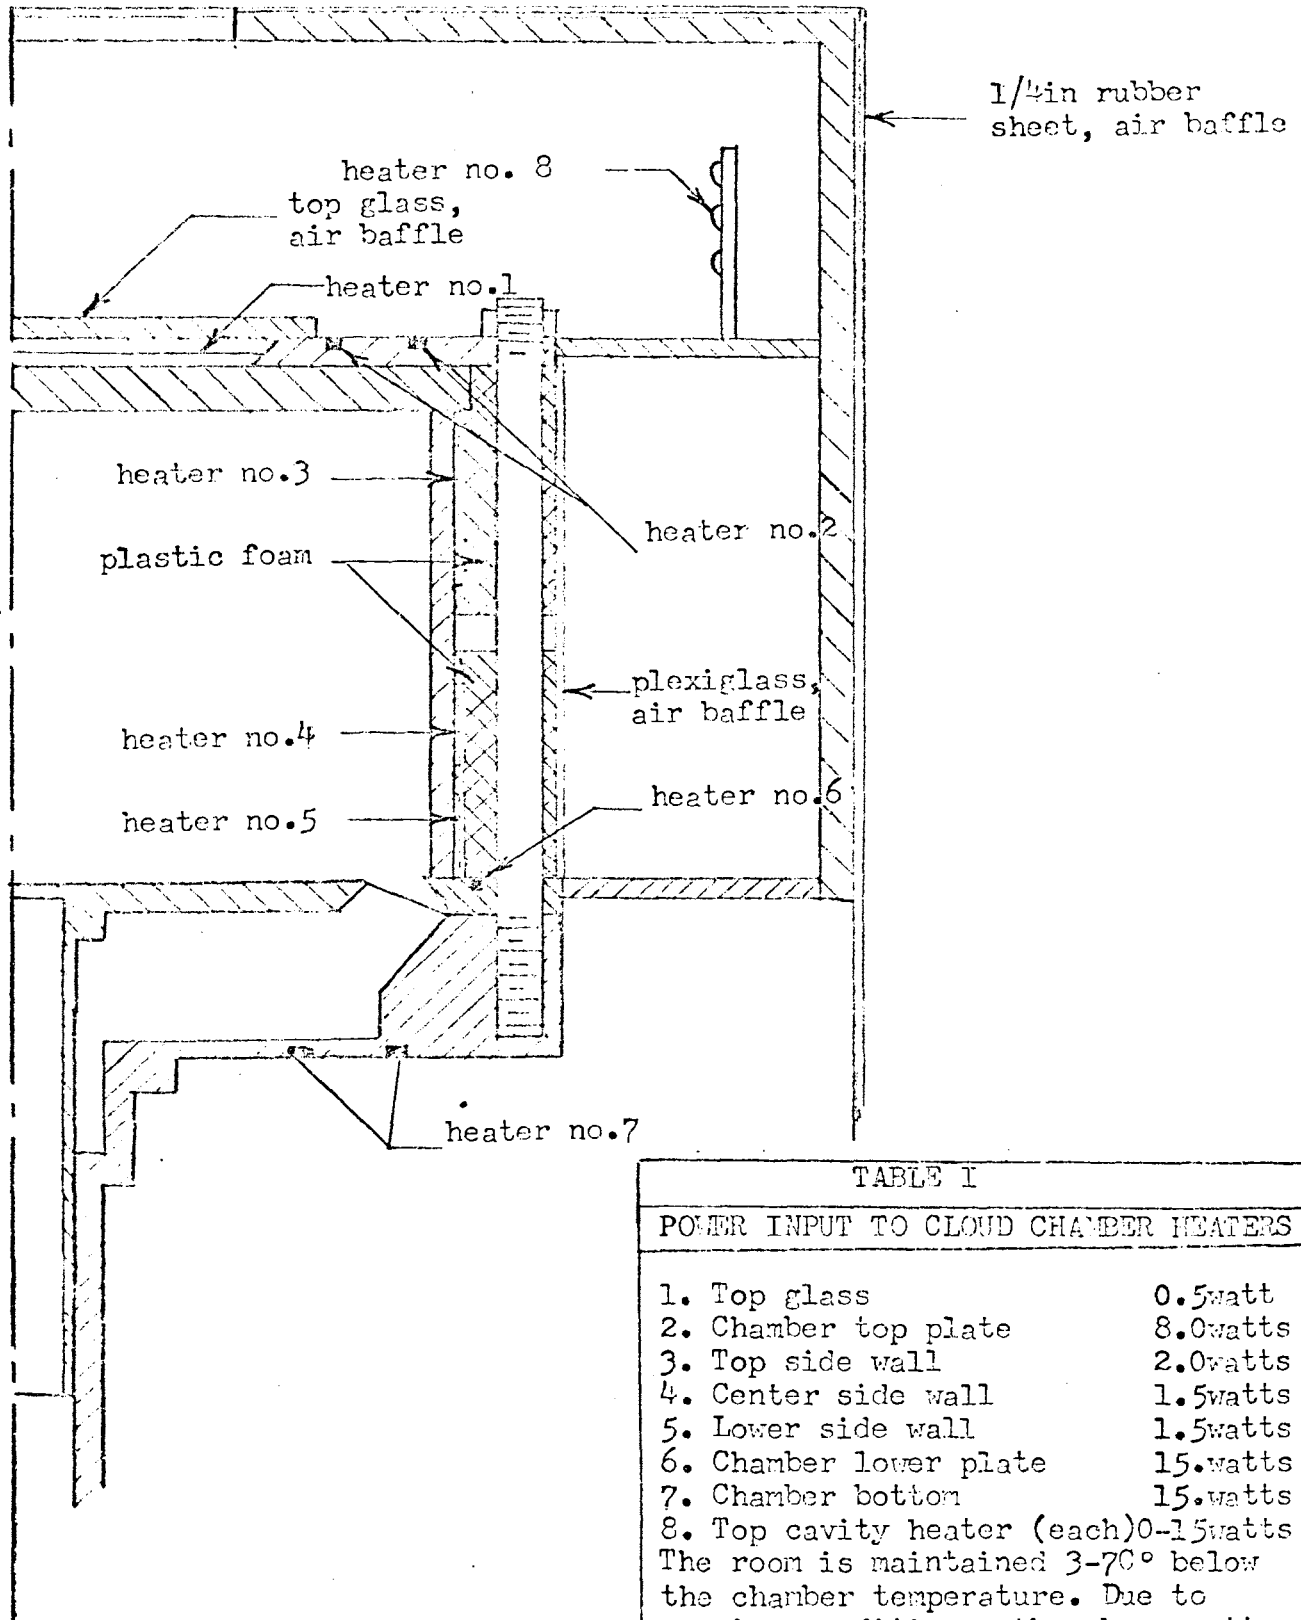 1/4in rubber
sheet, air baffle
heater no. 8
top glass,
air baffle
heater no.1
heater no.3
heater no.2
plastic foam
plexiglass,
air baffle
heater no.4
heater no.6
heater no.5
heater no.7
TABLE I
POWER INPUT TO CLOUD CHAMBER HEATERS
1. Top glass 0.5watt
2. Chamber top plate 8.0watts
3. Top side wall 2.0watts
4. Center side wall 1.5watts
5. Lower side wall 1.5watts
6. Chamber lower plate 15.watts
7. Chamber bottom 15.watts
8. Top cavity heater (each)0-15watts
The room is maintained 3-7C° below
the chamber temperature. Due to